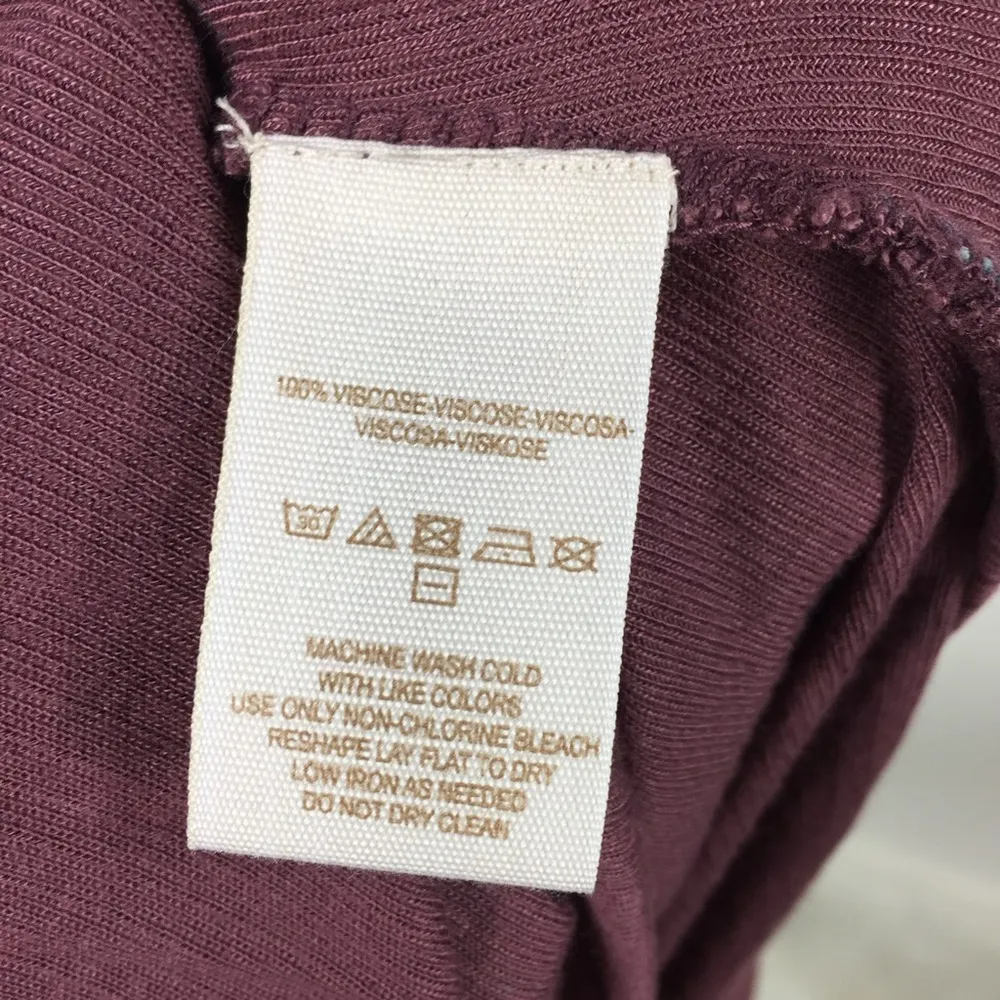 100% VISCOSE-VISCOSE-VISCOSA-
VISCOSA-VISKOSE
30
MACHINE WASH COLD
WITH LIKE COLORS
USE ONLY NON-CHLORINE BLEACH
RESHAPE LAY FLAT TO DRY
LOW IRON AS NEEDED
DO NOT DRY CLEAN